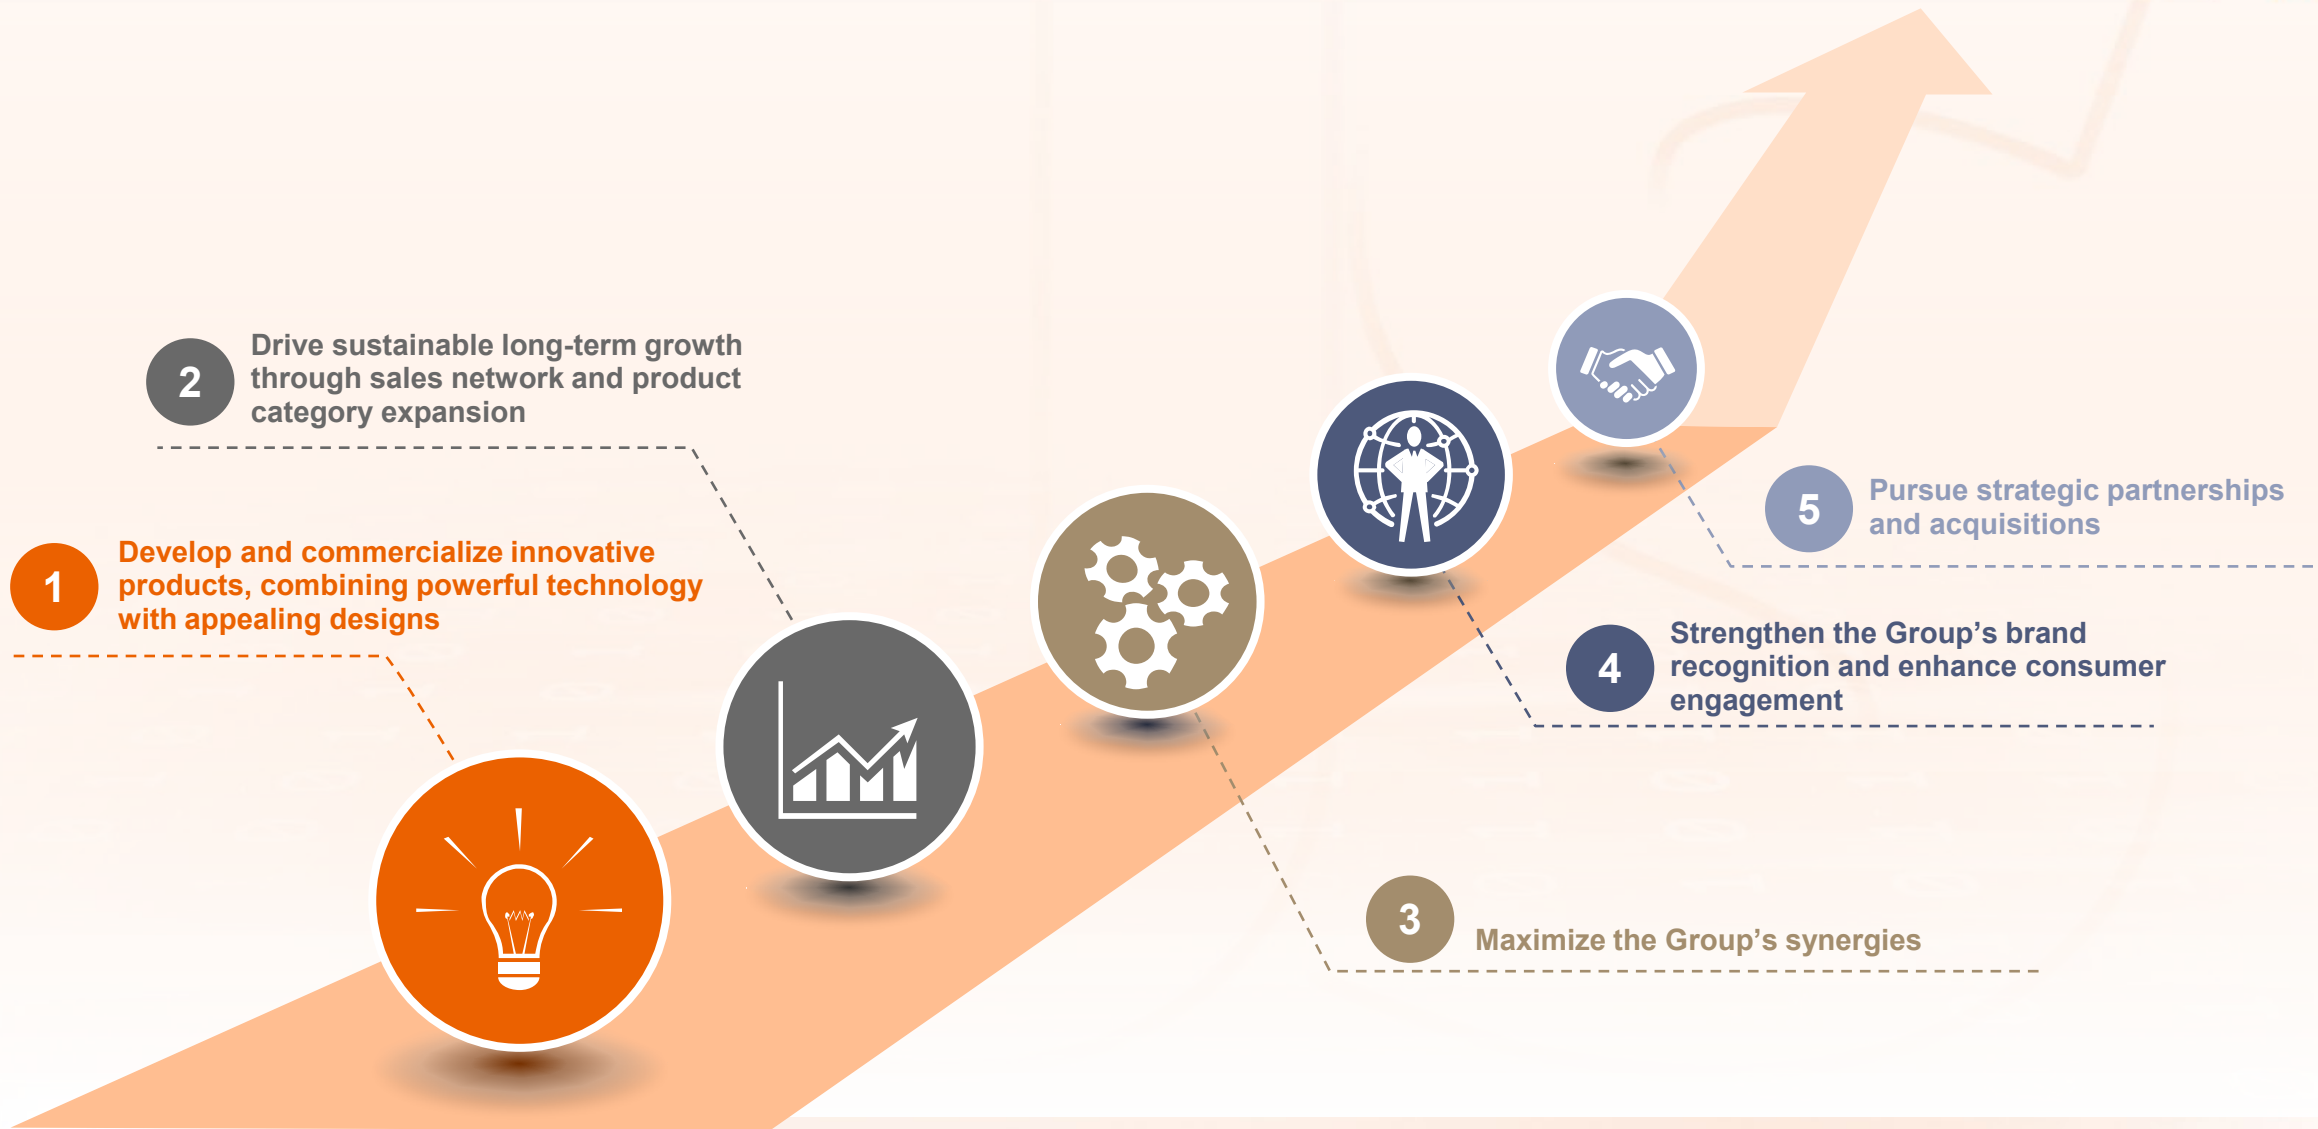 1
Develop and commercialize innovative
products, combining powerful technology
with appealing designs
2
Drive sustainable long-term growth
through sales network and product
category expansion
3
Maximize the Group’s synergies
4
Strengthen the Group’s brand
recognition and enhance consumer
engagement
5
Pursue strategic partnerships
and acquisitions